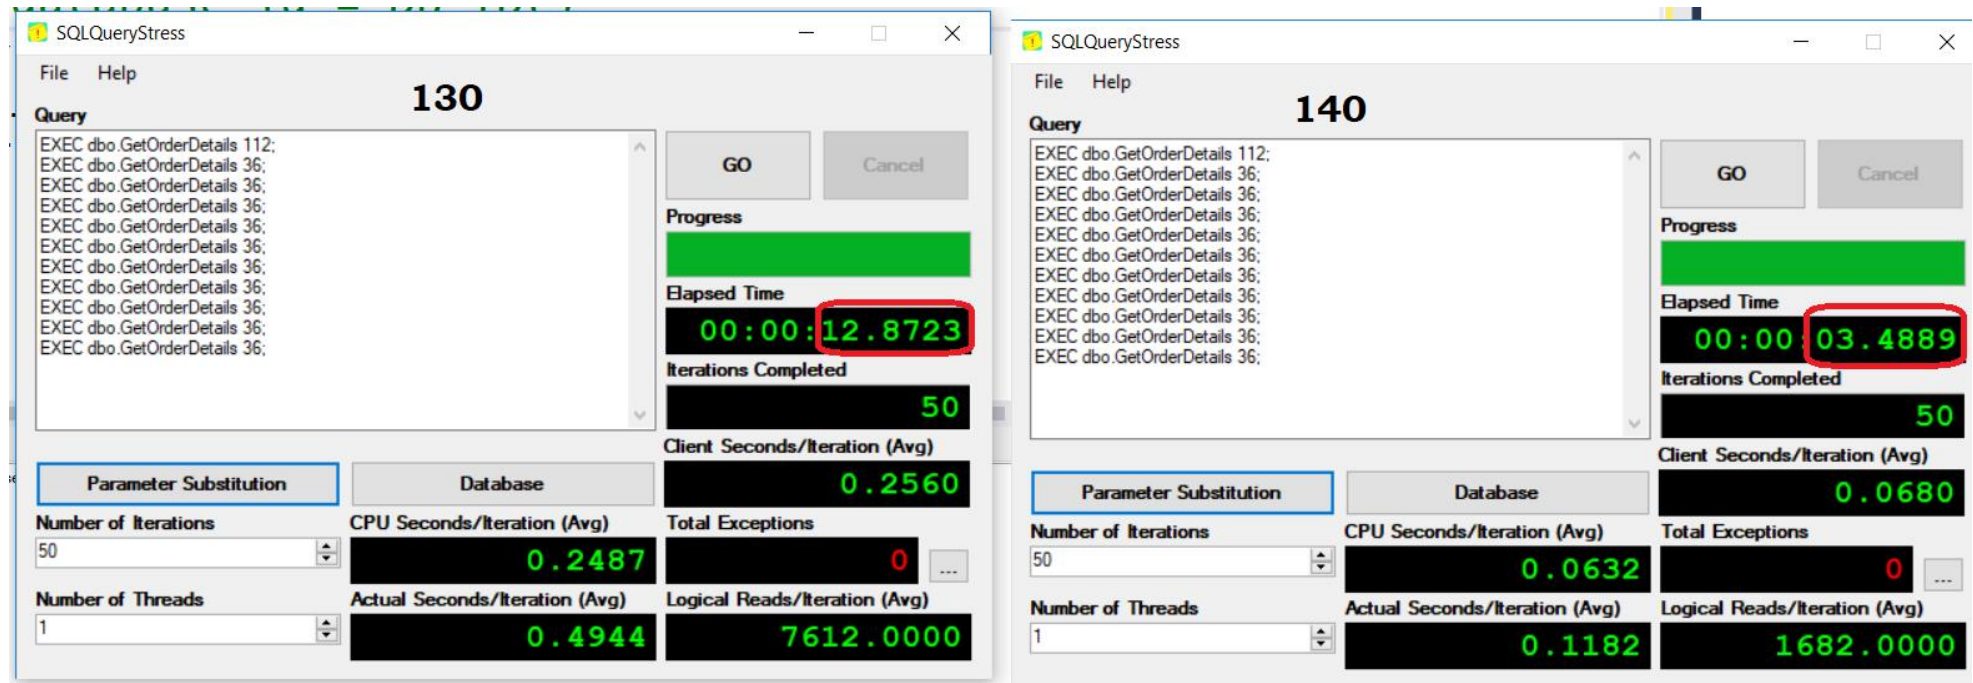 SQLQueryStress
File Help
130
Query
EXEC dbo.GetOrderDetails 112;
EXEC dbo.GetOrderDetails 36;
EXEC dbo.GetOrderDetails 36;
EXEC dbo.GetOrderDetails 36;
EXEC dbo.GetOrderDetails 36;
EXEC dbo.GetOrderDetails 36;
EXEC dbo.GetOrderDetails 36;
EXEC dbo.GetOrderDetails 36;
EXEC dbo.GetOrderDetails 36;
EXEC dbo.GetOrderDetails 36;
EXEC dbo.GetOrderDetails 36;
GO Cancel
Progress
Elapsed Time
00:00:12.8723
Iterations Completed
50
Client Seconds/Iteration (Avg)
0.2560
Parameter Substitution Database
Number of Iterations CPU Seconds/Iteration (Avg) Total Exceptions
50 0.2487 0 ...
Number of Threads Actual Seconds/Iteration (Avg) Logical Reads/Iteration (Avg)
1 0.4944 7612.0000
SQLQueryStress
File Help
140
Query
EXEC dbo.GetOrderDetails 112;
EXEC dbo.GetOrderDetails 36;
EXEC dbo.GetOrderDetails 36;
EXEC dbo.GetOrderDetails 36;
EXEC dbo.GetOrderDetails 36;
EXEC dbo.GetOrderDetails 36;
EXEC dbo.GetOrderDetails 36;
EXEC dbo.GetOrderDetails 36;
EXEC dbo.GetOrderDetails 36;
EXEC dbo.GetOrderDetails 36;
EXEC dbo.GetOrderDetails 36;
GO Cancel
Progress
Elapsed Time
00:00:03.4889
Iterations Completed
50
Client Seconds/Iteration (Avg)
0.0680
Parameter Substitution Database
Number of Iterations CPU Seconds/Iteration (Avg) Total Exceptions
50 0.0632 0 ...
Number of Threads Actual Seconds/Iteration (Avg) Logical Reads/Iteration (Avg)
1 0.1182 1682.0000